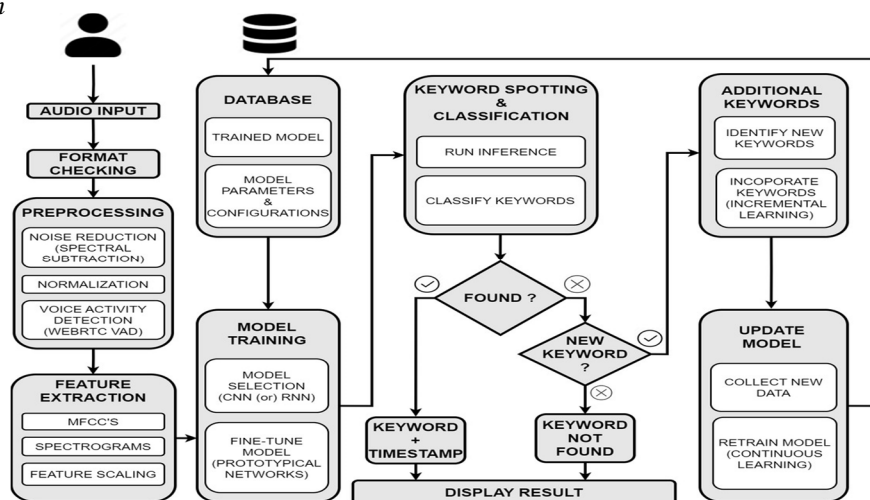 n
AUDIO INPUT
FORMAT
CHECKING
PREPROCESSING
NOISE REDUCTION
(SPECTRAL
SUBTRACTION)
NORMALIZATION
VOICE ACTIVITY
DETECTION
(WEBRTC VAD)
FEATURE
EXTRACTION
MFCC'S
SPECTROGRAMS
FEATURE SCALING
DATABASE
TRAINED MODEL
MODEL
PARAMETERS
&
CONFIGURATIONS
MODEL
TRAINING
MODEL
SELECTION
(CNN (or) RNN)
FINE-TUNE
MODEL
(PROTOTYPICAL
NETWORKS)
KEYWORD SPOTTING
&
CLASSIFICATION
RUN INFERENCE
CLASSIFY KEYWORDS
FOUND ?
NEW
KEYWORD
?
KEYWORD
+
TIMESTAMP
KEYWORD
NOT
FOUND
DISPLAY RESULT
ADDITIONAL
KEYWORDS
IDENTIFY NEW
KEYWORDS
INCOPORATE
KEYWORDS
(INCREMENTAL
LEARNING)
UPDATE
MODEL
COLLECT NEW
DATA
RETRAIN MODEL
(CONTINUOUS
LEARNING)